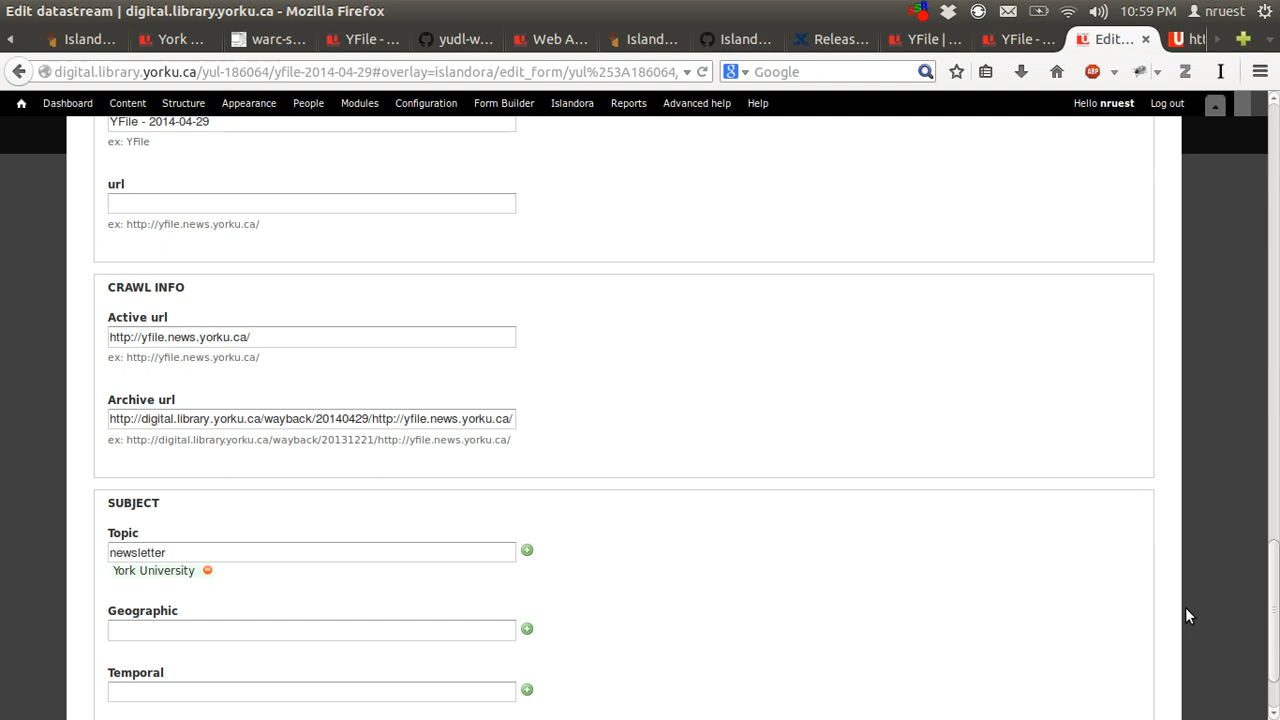 Edit datastream | digital.library.yorku.ca - Mozilla Firefox
10:59 PM nruest
Island...
York ...
warc-s...
YFile -...
yudl-w...
Web A...
Island...
Island...
Releas...
YFile |...
YFile -...
Edit...
htt
digital.library.yorku.ca/yul-186064/yfile-2014-04-29#overlay=islandora/edit_form/yul%253A186064,
Google
ABP
Dashboard Content Structure Appearance People Modules Configuration Form Builder Islandora Reports Advanced help Help Hello nruest Log out
YFile - 2014-04-29
ex: YFile
url
ex: http://yfile.news.yorku.ca/
CRAWL INFO
Active url
http://yfile.news.yorku.ca/
ex: http://yfile.news.yorku.ca/
Archive url
http://digital.library.yorku.ca/wayback/20140429/http://yfile.news.yorku.ca/
ex: http://digital.library.yorku.ca/wayback/20131221/http://yfile.news.yorku.ca/
SUBJECT
Topic
newsletter
York University
Geographic
Temporal